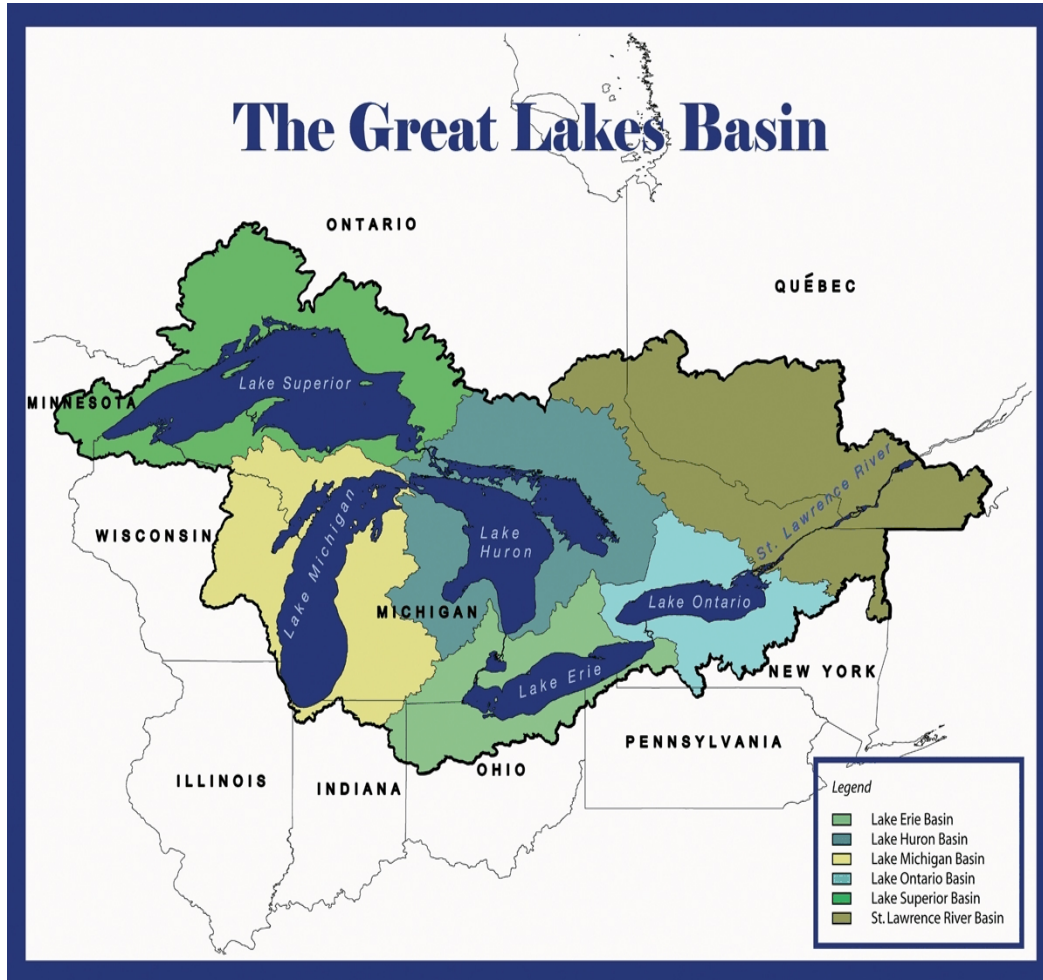 The Great Lakes Basin
ONTARIO
QUÉBEC
Lake Superior
MINNESOTA
St. Lawrence River
WISCONSIN
Lake Michigan
Lake
Huron
MICHIGAN
Lake Ontario
Lake Erie
NEW YORK
PENNSYLVANIA
OHIO
ILLINOIS
INDIANA
Legend
Lake Erie Basin
Lake Huron Basin
Lake Michigan Basin
Lake Ontario Basin
Lake Superior Basin
St. Lawrence River Basin